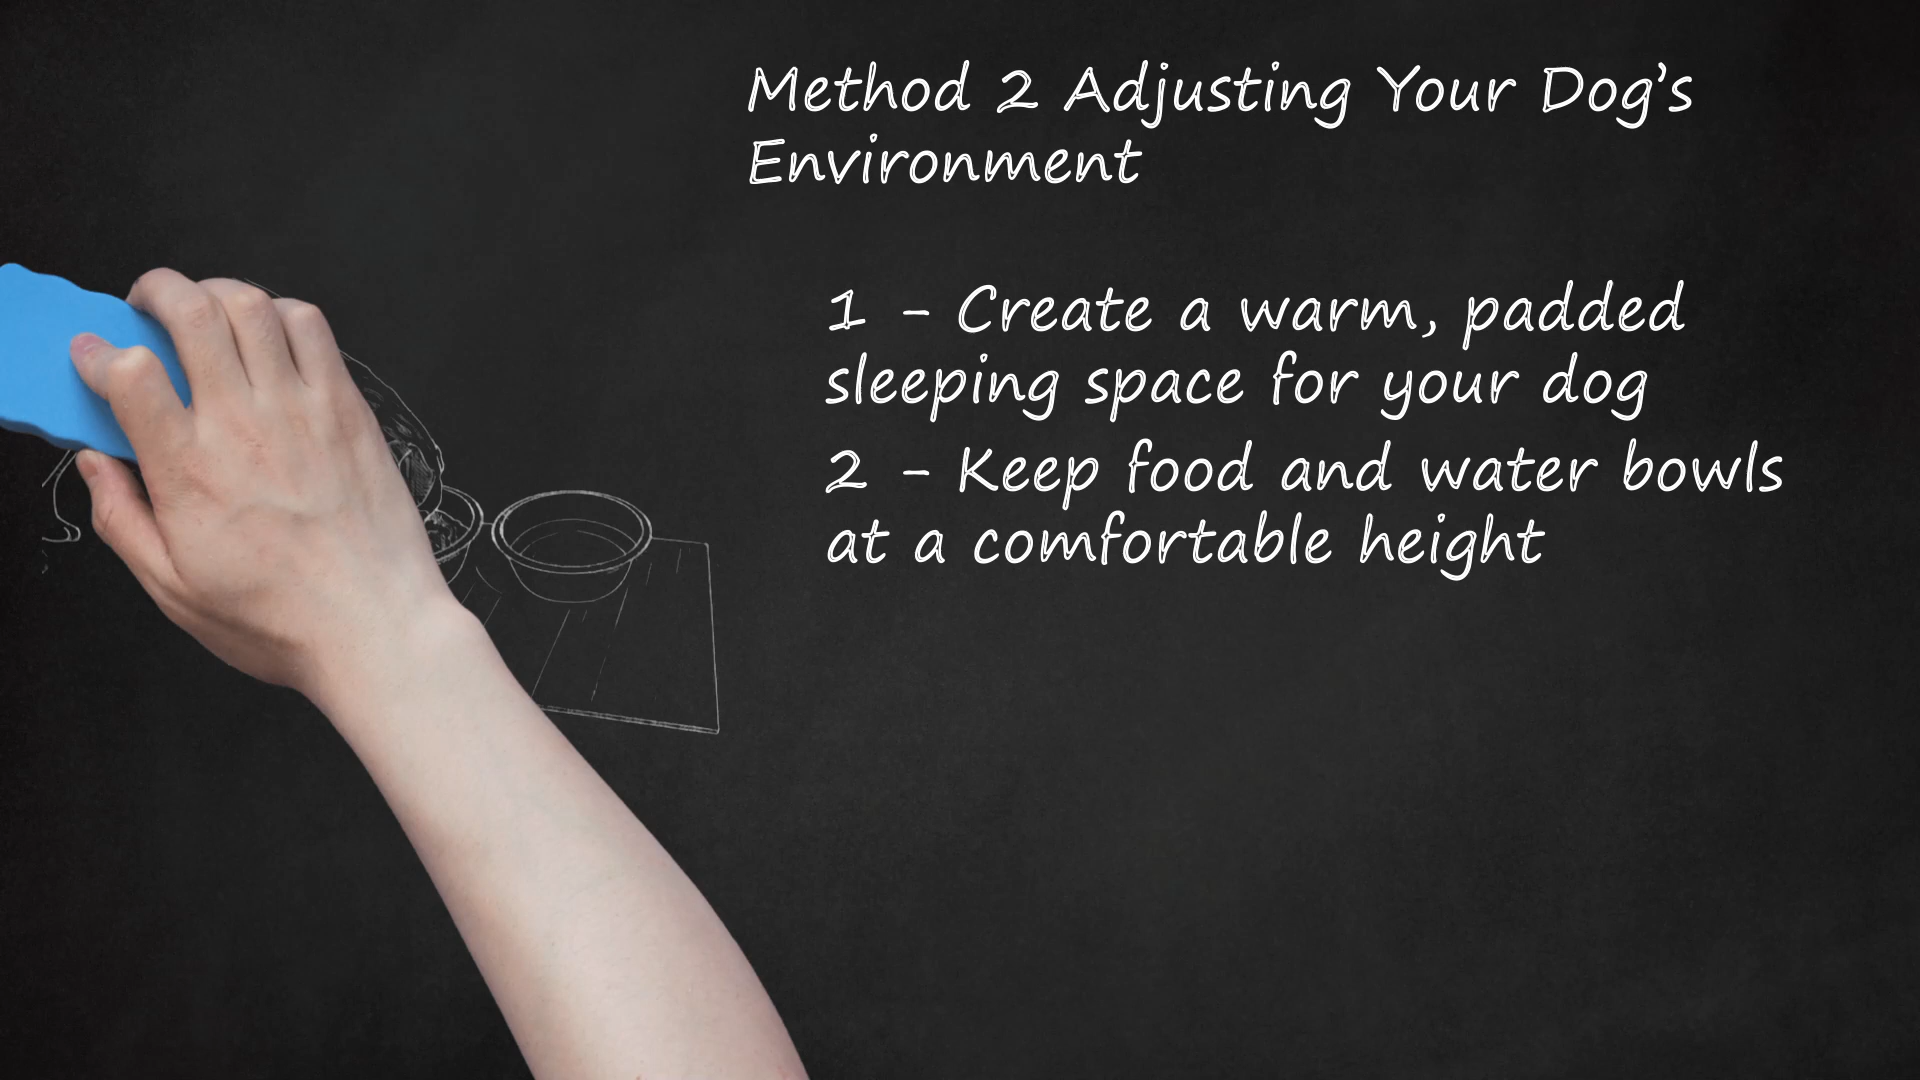 Method 2 Adjusting Your Dog’s
Environment
1 - Create a warm, padded
sleeping space for your dog
2 - Keep food and water bowls
at a comfortable height